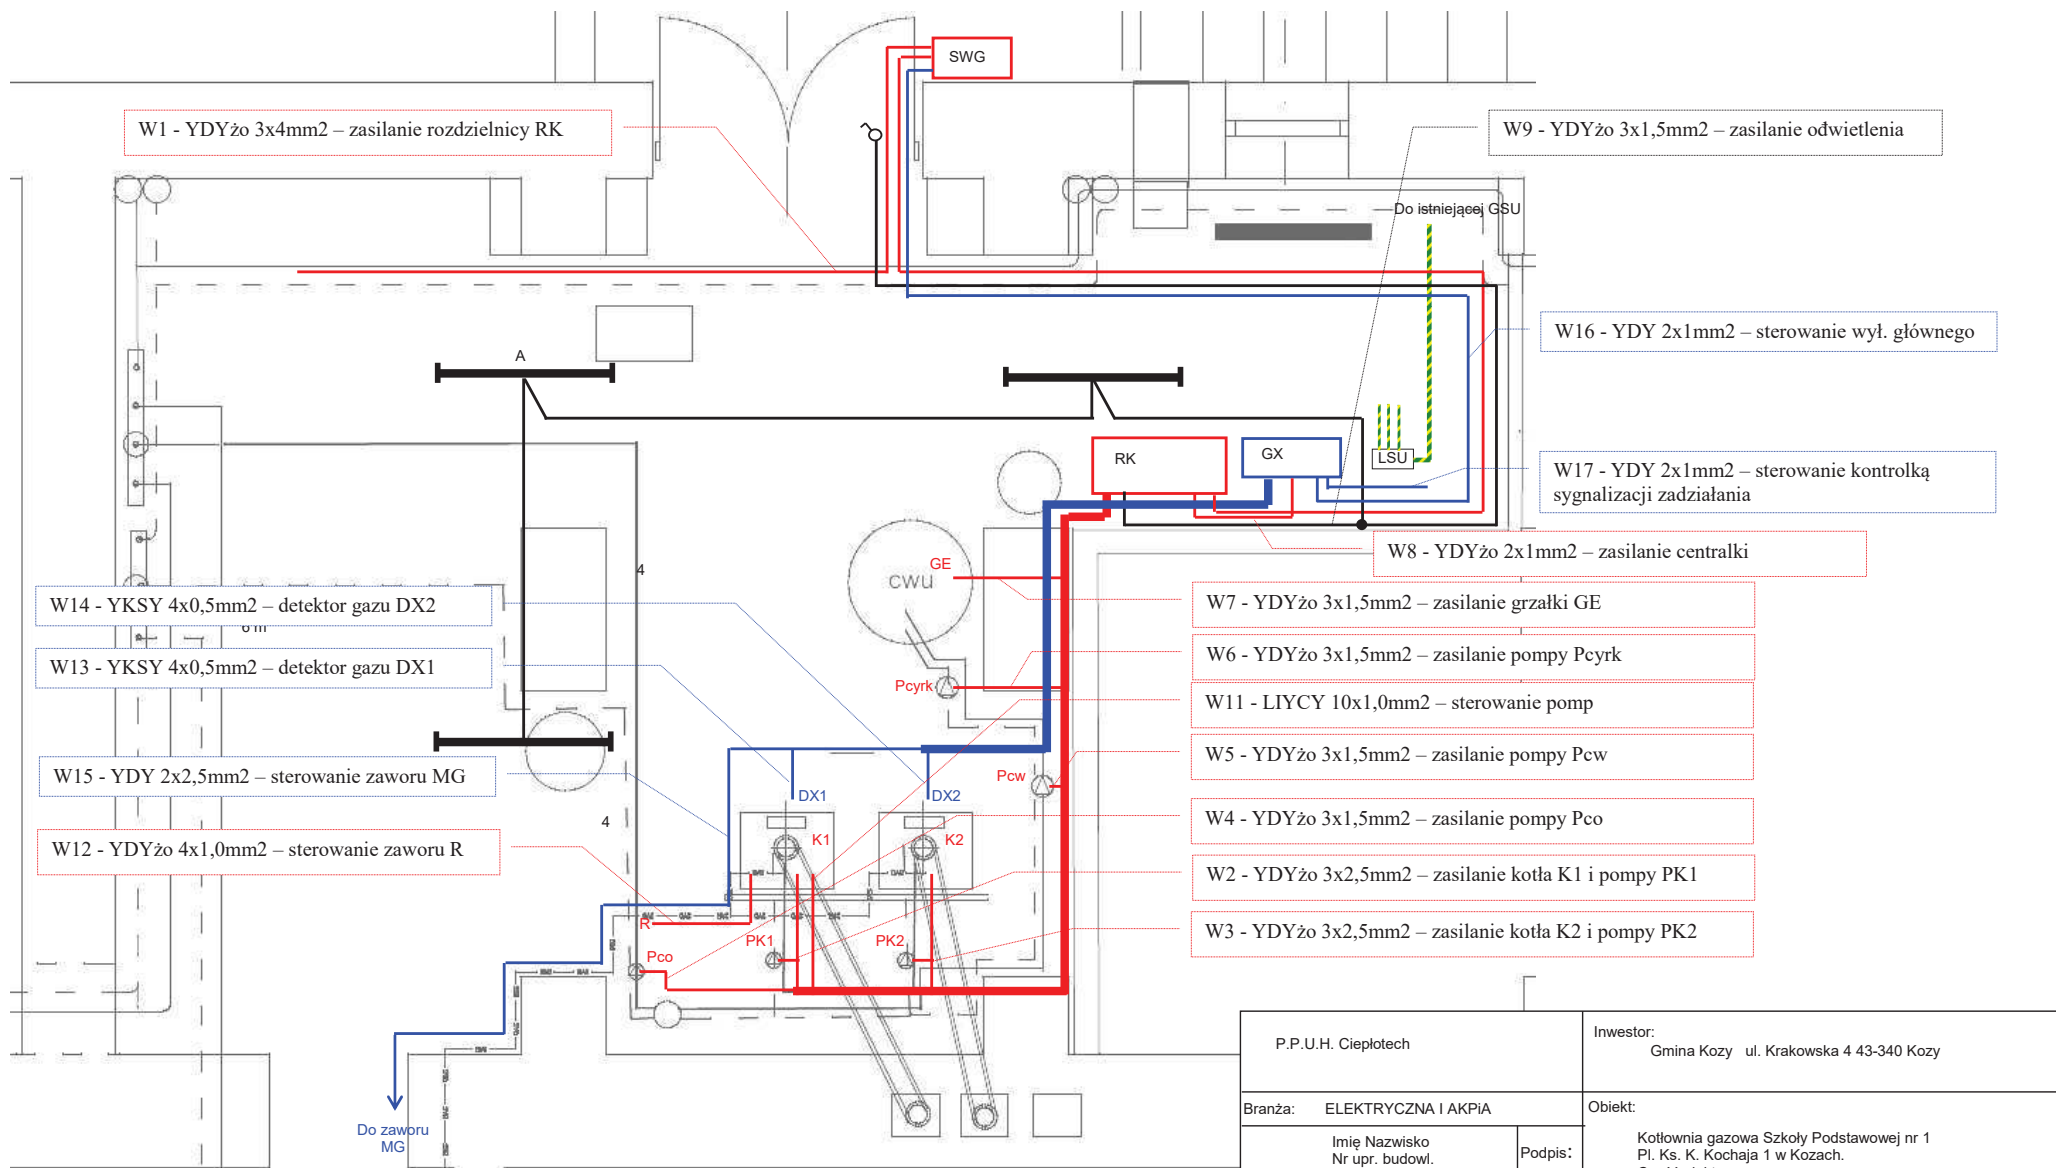 SWG
W1 - YDYżo 3x4mm2 – zasilanie rozdzielnicy RK
W9 - YDYżo 3x1,5mm2 – zasilanie odwietlenia
Do istniejącej GSU
W16 - YDY 2x1mm2 – sterowanie wył. głównego
A
RK
GX
LSU
W17 - YDY 2x1mm2 – sterowanie kontrolką
sygnalizacji zadziałania
W8 - YDYżo 2x1mm2 – zasilanie centralki
GE
cwu
4
W14 - YKSY 4x0,5mm2 – detektor gazu DX2
6 m
W7 - YDYżo 3x1,5mm2 – zasilanie grzałki GE
W6 - YDYżo 3x1,5mm2 – zasilanie pompy Pcyrk
W13 - YKSY 4x0,5mm2 – detektor gazu DX1
Pcyrk
W11 - LIYCY 10x1,0mm2 – sterowanie pomp
W5 - YDYżo 3x1,5mm2 – zasilanie pompy Pcw
W15 - YDY 2x2,5mm2 – sterowanie zaworu MG
Pcw
DX1
DX2
4
W4 - YDYżo 3x1,5mm2 – zasilanie pompy Pco
K1
K2
W12 - YDYżo 4x1,0mm2 – sterowanie zaworu R
W2 - YDYżo 3x2,5mm2 – zasilanie kotła K1 i pompy PK1
R
W3 - YDYżo 3x2,5mm2 – zasilanie kotła K2 i pompy PK2
PK1
PK2
Pco
Do zaworu
MG
P.P.U.H. Ciepłotech
Inwestor:
Gmina Kozy ul. Krakowska 4 43-340 Kozy
Branża: ELEKTRYCZNA I AKPiA
Obiekt:
Imię Nazwisko
Nr upr. budowl.
Podpis:
Kotłownia gazowa Szkoły Podstawowej nr 1
Pl. Ks. K. Kochaja 1 w Kozach.